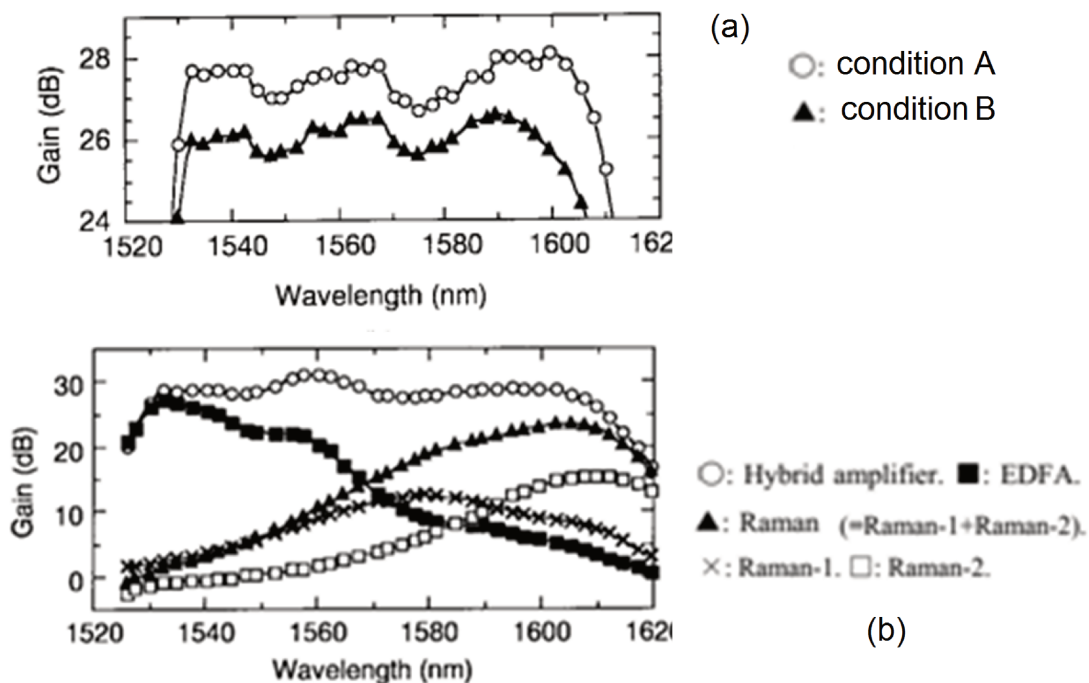 (a)
28
26
24
Gain (dB)
1520 1540 1560 1580 1600 162
Wavelength (nm)
: condition A
: condition B
30
20
10
0
Gain (dB)
1520 1540 1560 1580 1600 1620
Wavelength (nm)
: Hybrid amplifier. : EDFA.
: Raman (=Raman-1+Raman-2).
: Raman-1. : Raman-2.
(b)